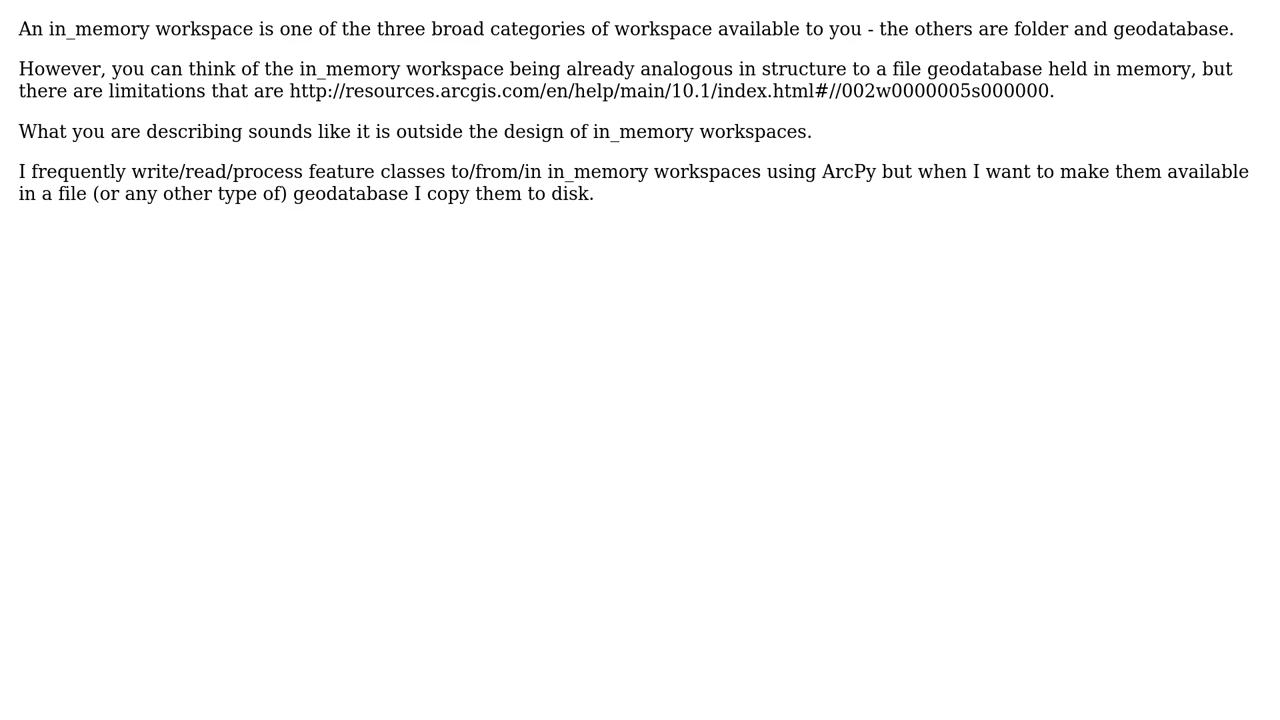 An in_memory workspace is one of the three broad categories of workspace available to you - the others are folder and geodatabase.
However, you can think of the in_memory workspace being already analogous in structure to a file geodatabase held in memory, but
there are limitations that are http://resources.arcgis.com/en/help/main/10.1/index.html#//002w0000005s000000.
What you are describing sounds like it is outside the design of in_memory workspaces.
I frequently write/read/process feature classes to/from/in in_memory workspaces using ArcPy but when I want to make them available
in a file (or any other type of) geodatabase I copy them to disk.